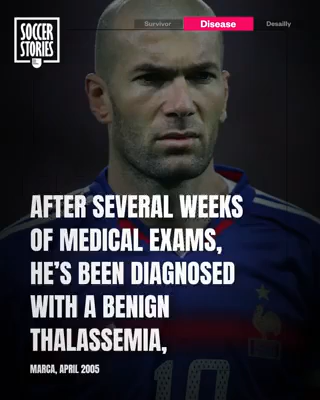 SOCCER
STORIES
Survivor
Disease
Desailly
AFTER SEVERAL WEEKS
OF MEDICAL EXAMS,
HE'S BEEN DIAGNOSED
WITH A BENIGN
THALASSEMIA,
MARCA, APRIL 2005
10